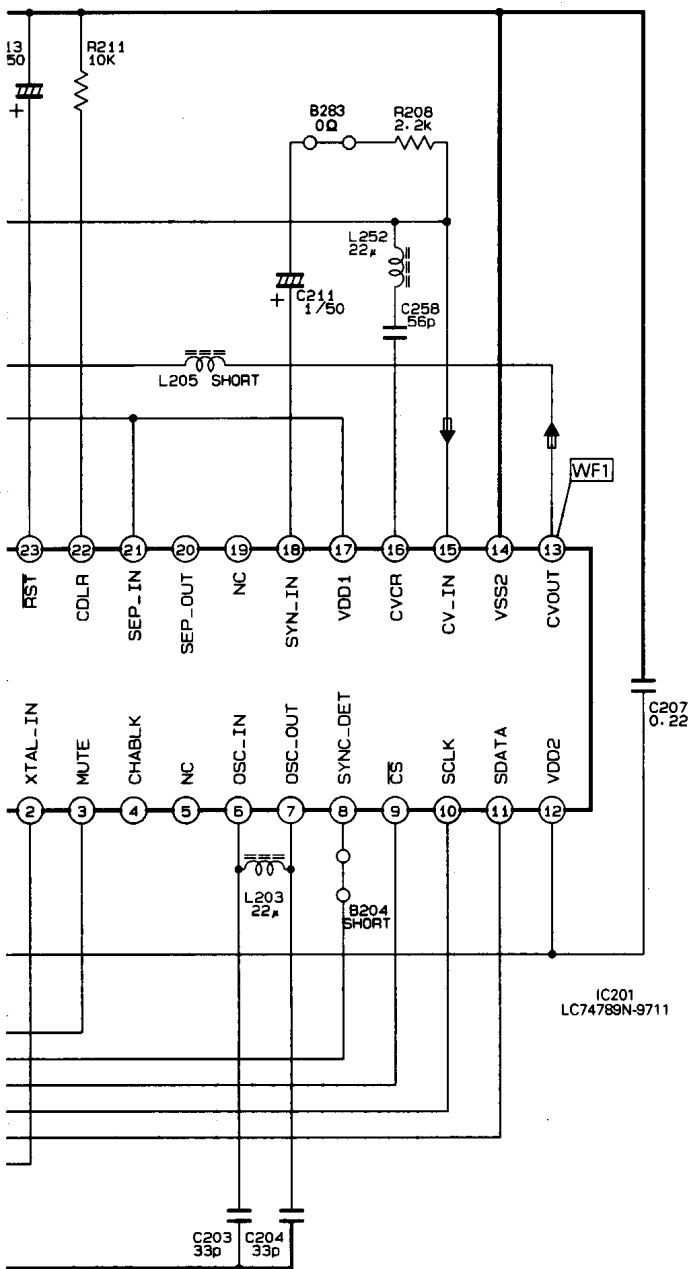 13
50
+
R211
10K
B283
0Ω
R208
2.2k
L252
22μ
+
C211
1/50
C258
56p
L205 SHORT
WF1
23 22 21 20 19 18 17 16 15 14 13
RST
CDLR
SEP_IN
SEP_OUT
NC
SYN_IN
VDD1
CVCR
CV_IN
VSS2
CVOUT
C207
0.22
XTAL_IN
MUTE
CHABLK
NC
OSC_IN
OSC_OUT
SYNC_DET
CS
SCLK
SDATA
VDD2
2 3 4 5 6 7 8 9 10 11 12
L203
22μ
B204
SHORT
IC201
LC74789N-9711
C203
33p
C204
33p